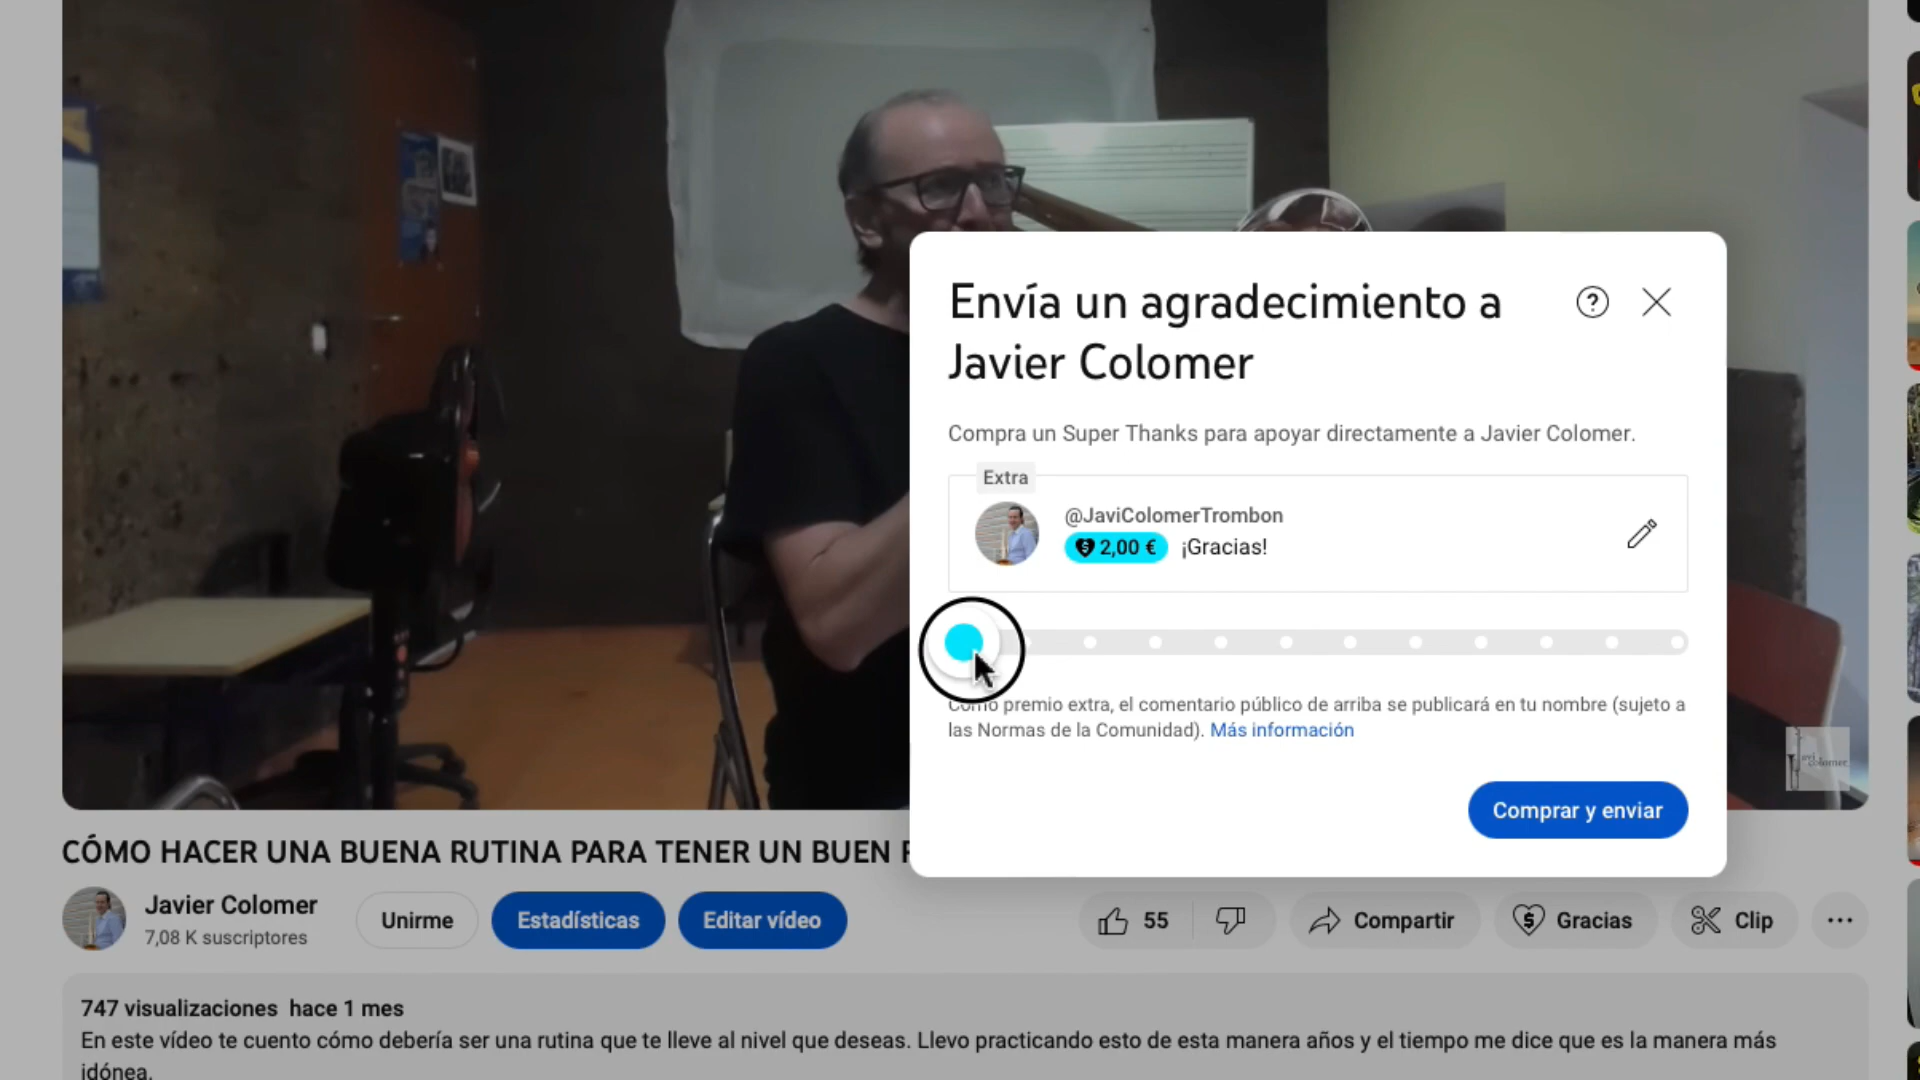 Envía un agradecimiento a
Javier Colomer
Compra un Super Thanks para apoyar directamente a Javier Colomer.
Extra
@JaviColomerTrombon
2,00 € ¡Gracias!
Como premio extra, el comentario público de arriba se publicará en tu nombre (sujeto a
las Normas de la Comunidad). Más información
Comprar y enviar
colomer
CÓMO HACER UNA BUENA RUTINA PARA TENER UN BUEN
Javier Colomer
7,08 K suscriptores
Unirme
Estadísticas
Editar vídeo
55
Compartir
Gracias
Clip
747 visualizaciones hace 1 mes
En este vídeo te cuento cómo debería ser una rutina que te lleve al nivel que deseas. Llevo practicando esto de esta manera años y el tiempo me dice que es la manera más
idónea.